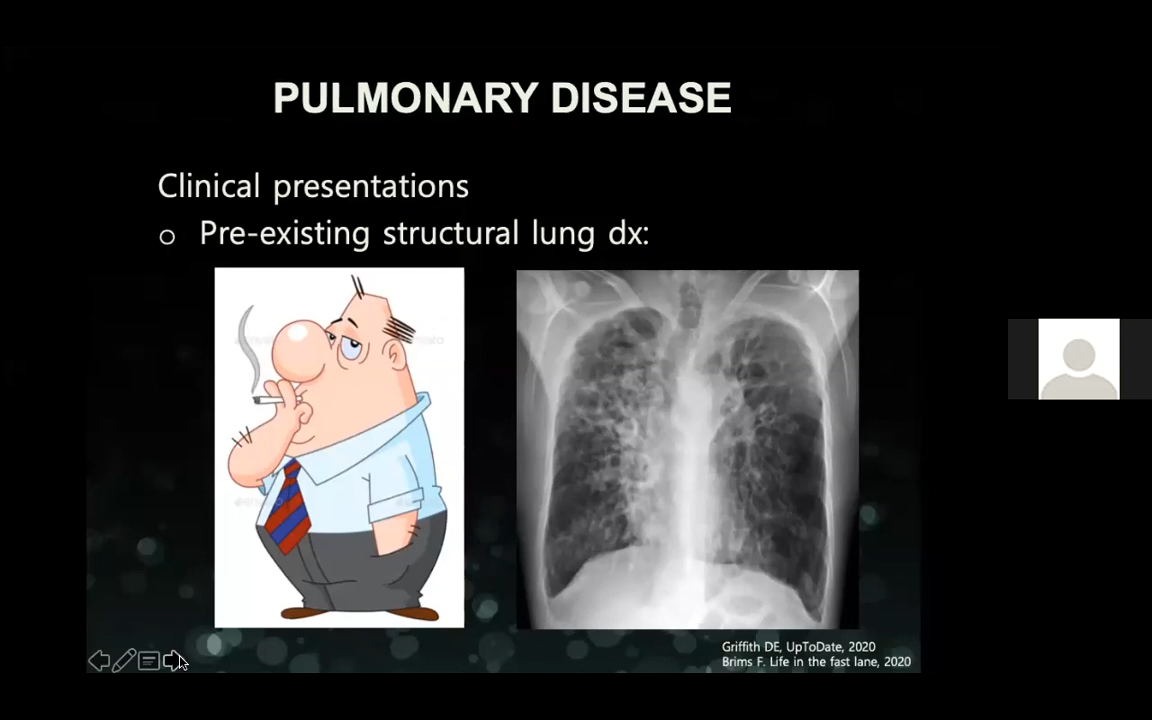 PULMONARY DISEASE
Clinical presentations
o Pre-existing structural lung dx:
Griffith DE, UpToDate, 2020
Brims F. Life in the fast lane, 2020